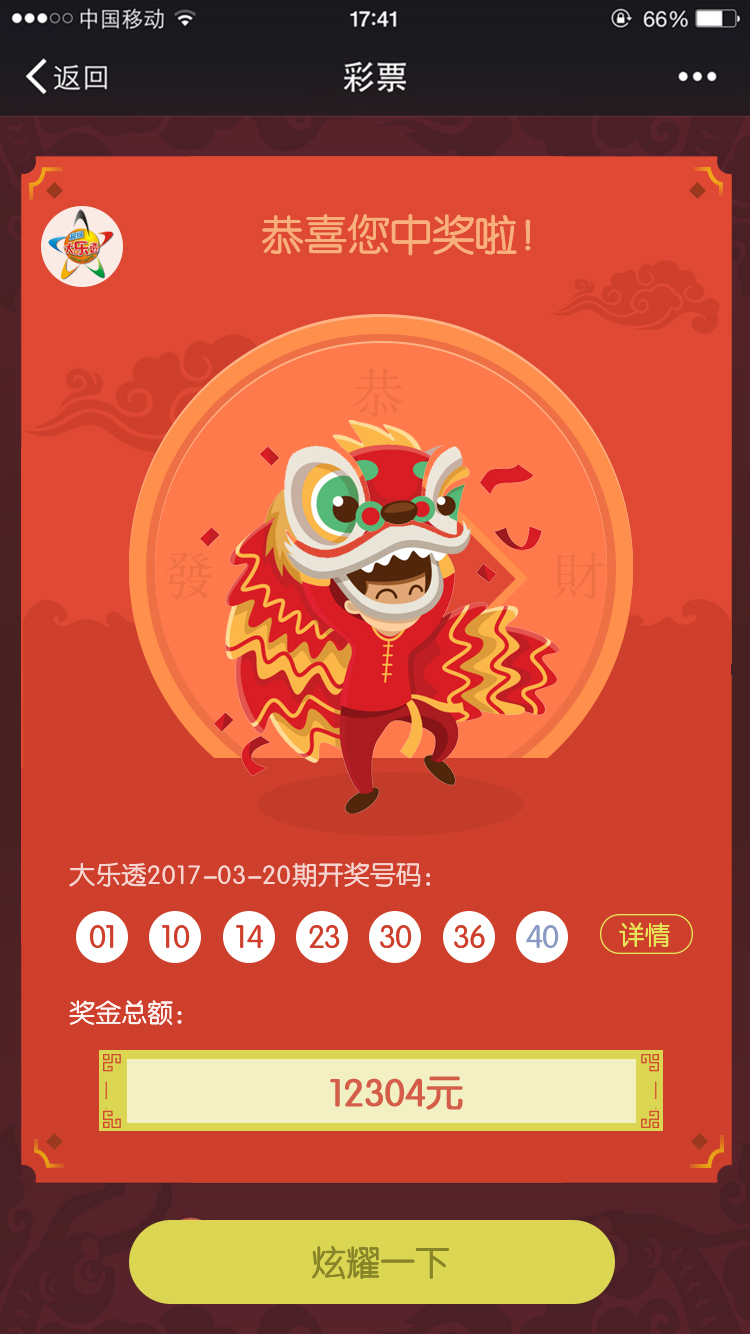 中国移动 17:41 66%
返回 彩票
超级
大乐透
恭喜您中奖啦!
恭
發 財
大乐透2017-03-20期开奖号码:
01 10 14 23 30 36 40 详情
奖金总额:
12304元
炫耀一下